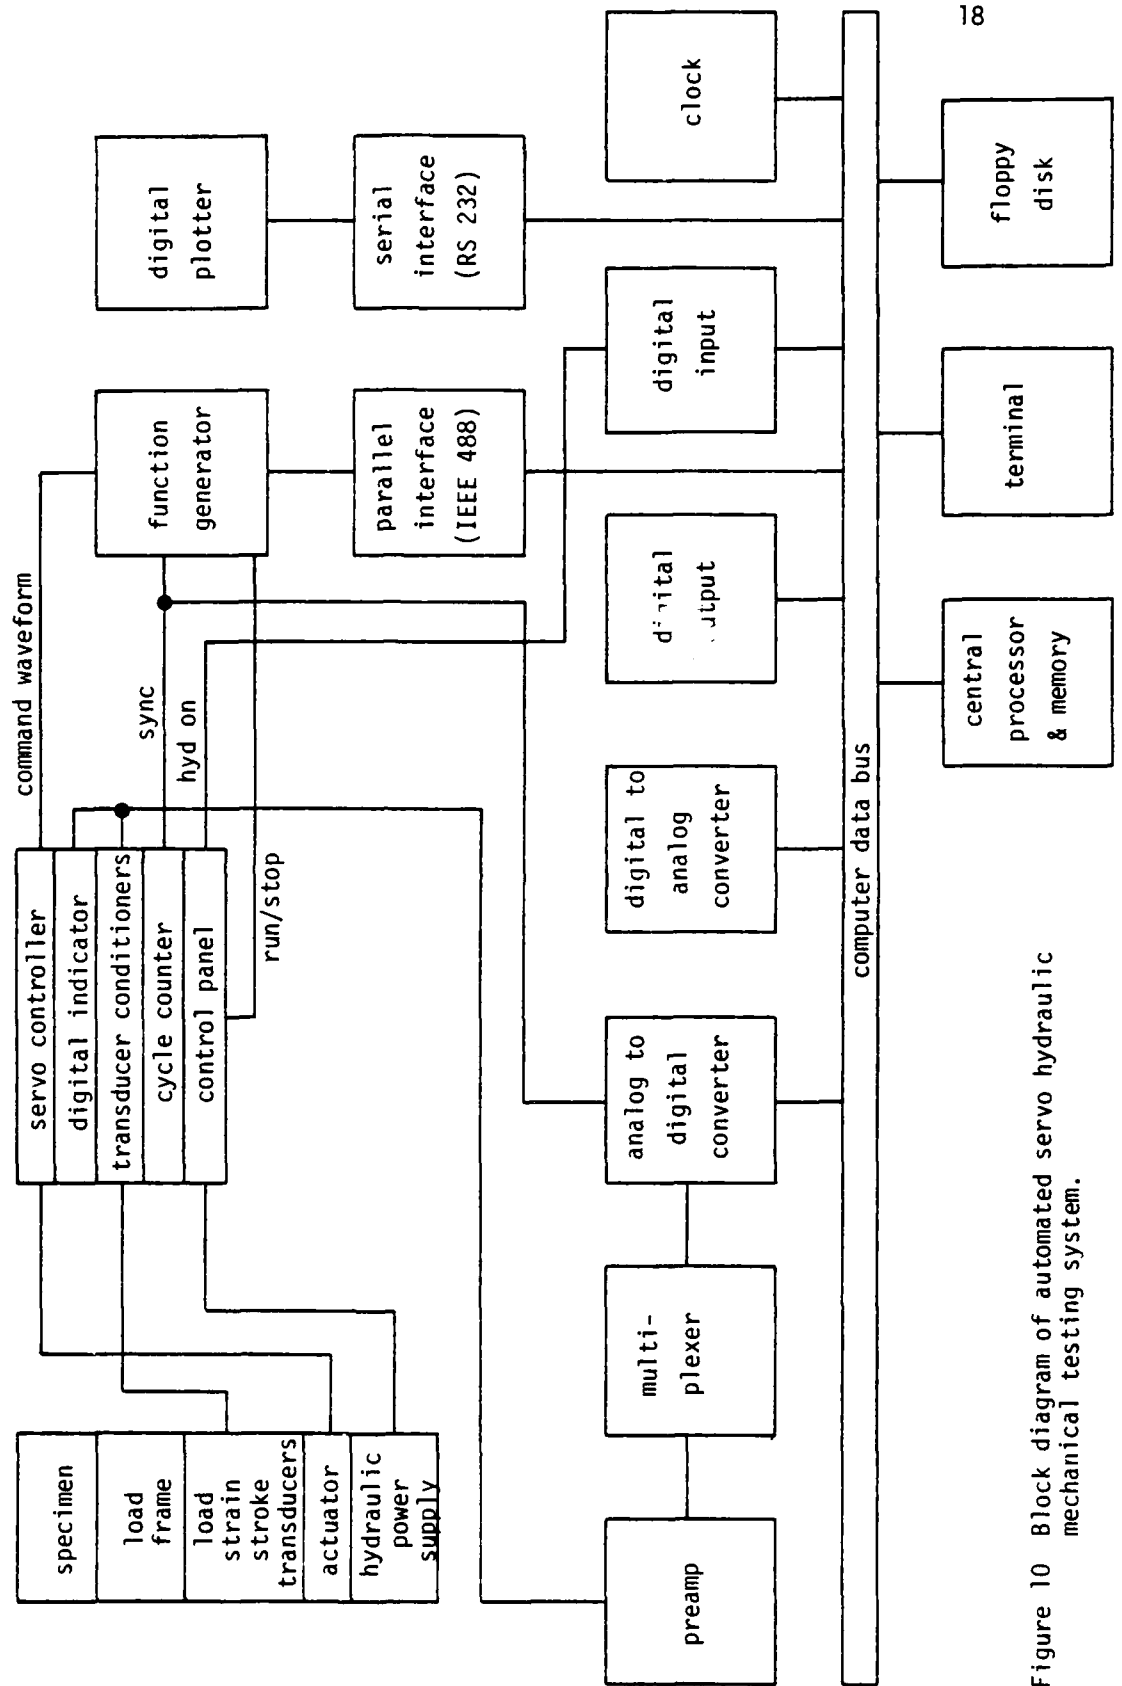 18
command waveform
sync
hyd on
run/stop
specimen
load
frame
load
strain
stroke
transducers
actuator
hydraulic
power
supply
servo controller
digital indicator
transducer conditioners
cycle counter
control panel
function
generator
digital
plotter
parallel
interface
(IEEE 488)
serial
interface
(RS 232)
preamp
multi-
plexer
analog to
digital
converter
digital to
analog
converter
digital
input
clock
computer data bus
central
processor
& memory
terminal
floppy
disk
Figure 10 Block diagram of automated servo hydraulic
mechanical testing system.